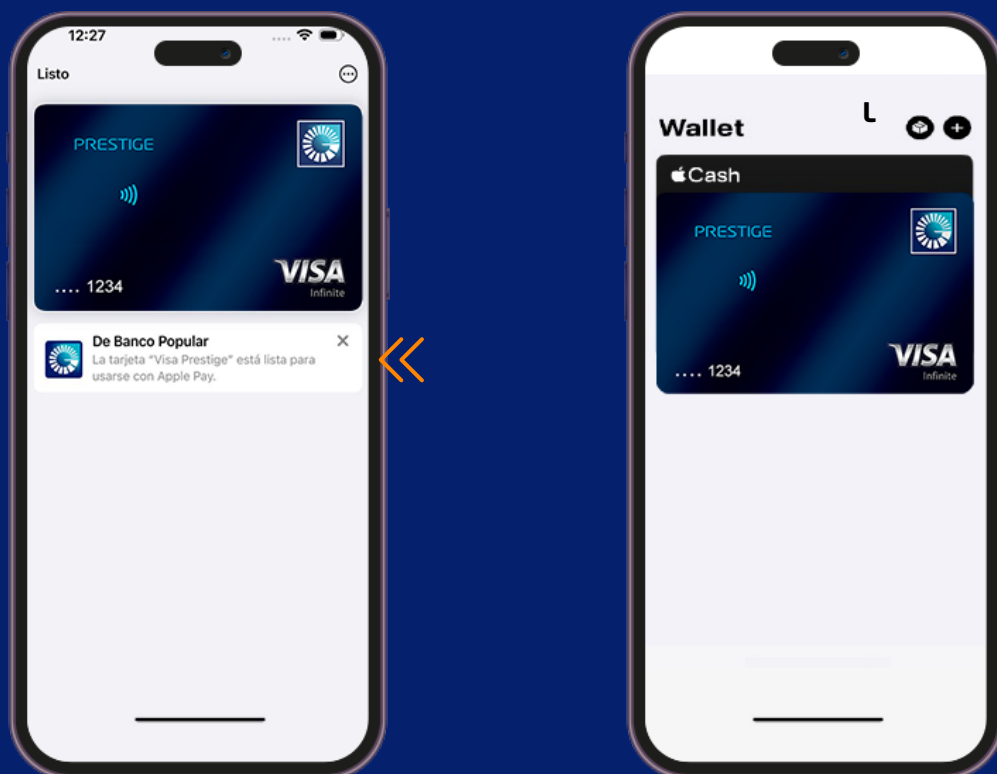 12:27
Listo
PRESTIGE
VISA
Infinite
.... 1234
De Banco Popular
La tarjeta "Visa Prestige" está lista para
usarse con Apple Pay.
Wallet
L
Cash
PRESTIGE
VISA
Infinite
.... 1234